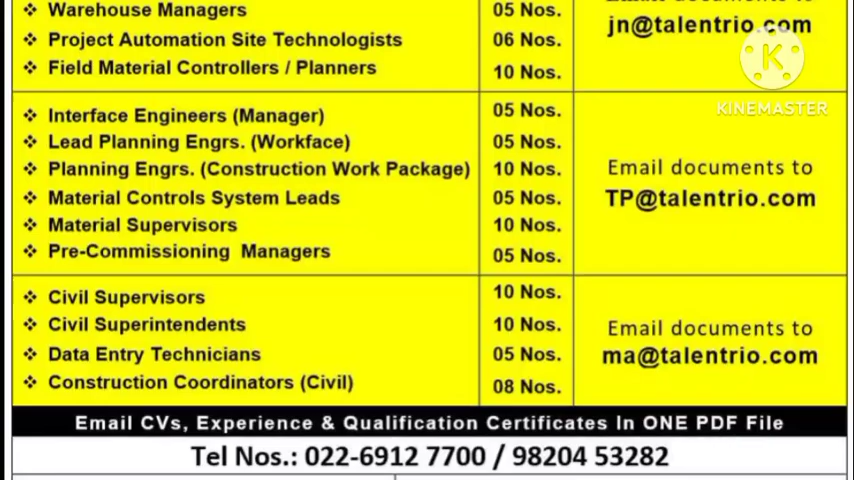 ❖ Warehouse Managers 05 Nos.
jn@talentrio.com
❖ Project Automation Site Technologists 06 Nos.
❖ Field Material Controllers / Planners 10 Nos.
K
KINEMASTER
❖ Interface Engineers (Manager) 05 Nos.
❖ Lead Planning Engrs. (Workface) 05 Nos.
❖ Planning Engrs. (Construction Work Package) 10 Nos.
❖ Material Controls System Leads 05 Nos.
❖ Material Supervisors 10 Nos.
❖ Pre-Commissioning Managers 05 Nos.
Email documents to
TP@talentrio.com
❖ Civil Supervisors 10 Nos.
❖ Civil Superintendents 10 Nos.
❖ Data Entry Technicians 05 Nos.
❖ Construction Coordinators (Civil) 08 Nos.
Email documents to
ma@talentrio.com
Email CVs, Experience & Qualification Certificates In ONE PDF File
Tel Nos.: 022-6912 7700 / 98204 53282